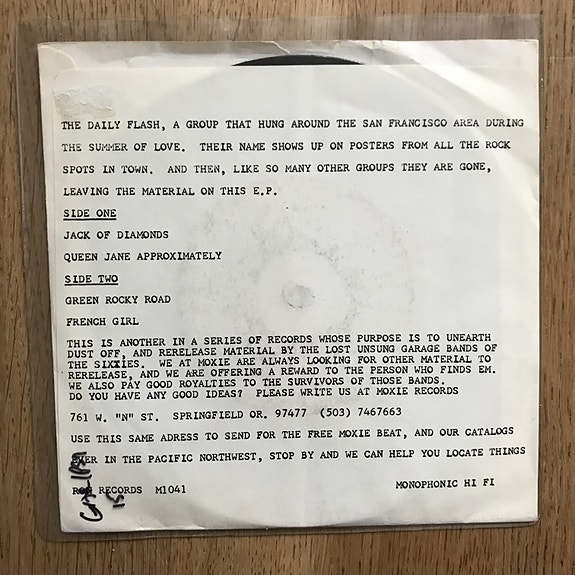 THE DAILY FLASH, A GROUP THAT HUNG AROUND THE SAN FRANCISCO AREA DURING
THE SUMMER OF LOVE. THEIR NAME SHOWS UP ON POSTERS FROM ALL THE ROCK
SPOTS IN TOWN. AND THEN, LIKE SO MANY OTHER GROUPS THEY ARE GONE,
LEAVING THE MATERIAL ON THIS E.P.
SIDE ONE
JACK OF DIAMONDS
QUEEN JANE APPROXIMATELY
SIDE TWO
GREEN ROCKY ROAD
FRENCH GIRL
THIS IS ANOTHER IN A SERIES OF RECORDS WHOSE PURPOSE IS TO UNEARTH
DUST OFF, AND RERELEASE MATERIAL BY THE LOST UNSUNG GARAGE BANDS OF
THE SIXTIES. WE AT MOXIE ARE ALWAYS LOOKING FOR OTHER MATERIAL TO
RERELEASE, AND WE ARE OFFERING A REWARD TO THE PERSON WHO FINDS EM.
WE ALSO PAY GOOD ROYALTIES TO THE SURVIVORS OF THOSE BANDS.
DO YOU HAVE ANY GOOD IDEAS? PLEASE WRITE US AT MOXIE RECORDS
761 W. "N" ST. SPRINGFIELD OR. 97477 (503) 7467663
USE THIS SAME ADRESS TO SEND FOR THE FREE MOXIE BEAT, AND OUR CATALOGS
IN THE PACIFIC NORTHWEST, STOP BY AND WE CAN HELP YOU LOCATE THINGS
RECORDS M1041
MONOPHONIC HI FI
15